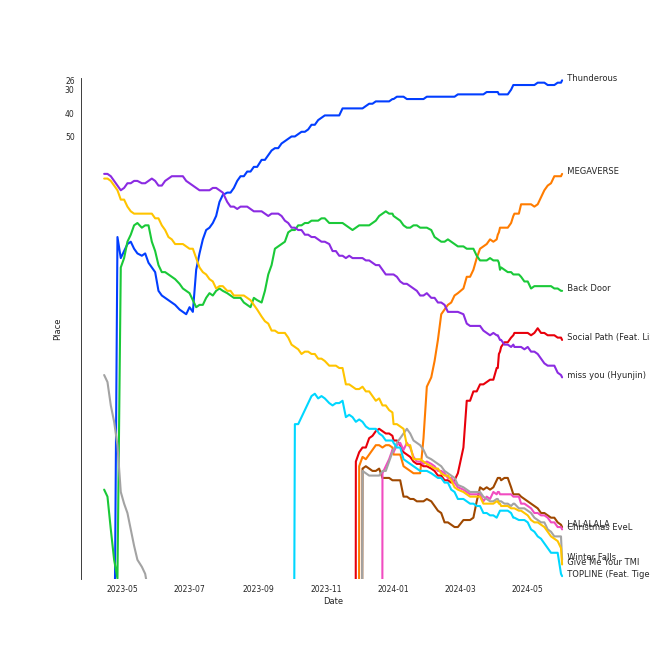 26
30
40
50
Place
Thunderous
MEGAVERSE
Back Door
Social Path (Feat. Li
miss you (Hyunjin)
LALALALA
Christmas EveL
Winter Falls
Give Me Your TMI
TOPLINE (Feat. Tige
2023-05
2023-07
2023-09
2023-11
2024-01
2024-03
2024-05
Date